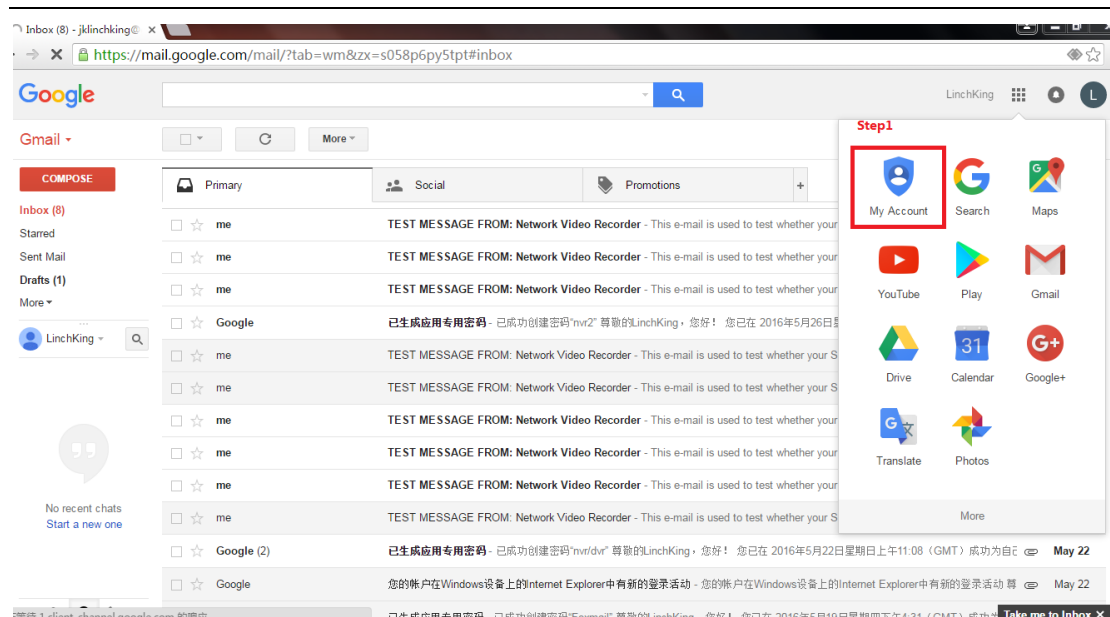 Inbox (8) - jklinchking@
https://mail.google.com/mail/?tab=wm&zx=s058p6py5tpt#inbox
Google
LinchKing
L
Step1
Gmail
More
COMPOSE
Primary
Social
Promotions
+
My Account
Search
Maps
Inbox (8)
Starred
Sent Mail
Drafts (1)
More
LinchKing
No recent chats
Start a new one
me TEST MESSAGE FROM: Network Video Recorder - This e-mail is used to test whether your
me TEST MESSAGE FROM: Network Video Recorder - This e-mail is used to test whether your
me TEST MESSAGE FROM: Network Video Recorder - This e-mail is used to test whether your
Google 已生成应用专用密码 - 已成功创建密码“nvr2” 尊敬的LinchKing,您好! 您已在 2016年5月26日
me TEST MESSAGE FROM: Network Video Recorder - This e-mail is used to test whether your S
me TEST MESSAGE FROM: Network Video Recorder - This e-mail is used to test whether your S
me TEST MESSAGE FROM: Network Video Recorder - This e-mail is used to test whether your
me TEST MESSAGE FROM: Network Video Recorder - This e-mail is used to test whether your
me TEST MESSAGE FROM: Network Video Recorder - This e-mail is used to test whether your
me TEST MESSAGE FROM: Network Video Recorder - This e-mail is used to test whether your S
Google (2) 已生成应用专用密码 - 已成功创建密码“nvr/dvr” 尊敬的LinchKing,您好! 您已在 2016年5月22日星期日上午11:08(GMT)成功为自己 May 22
Google 您的帐户在Windows设备上的Internet Explorer中有新的登录活动 - 您的帐户在Windows设备上的Internet Explorer中有新的登录活动 尊 May 22
YouTube
Play
Gmail
31
G+
Drive
Calendar
Google+
Translate
Photos
More
Take me to Inbox ×